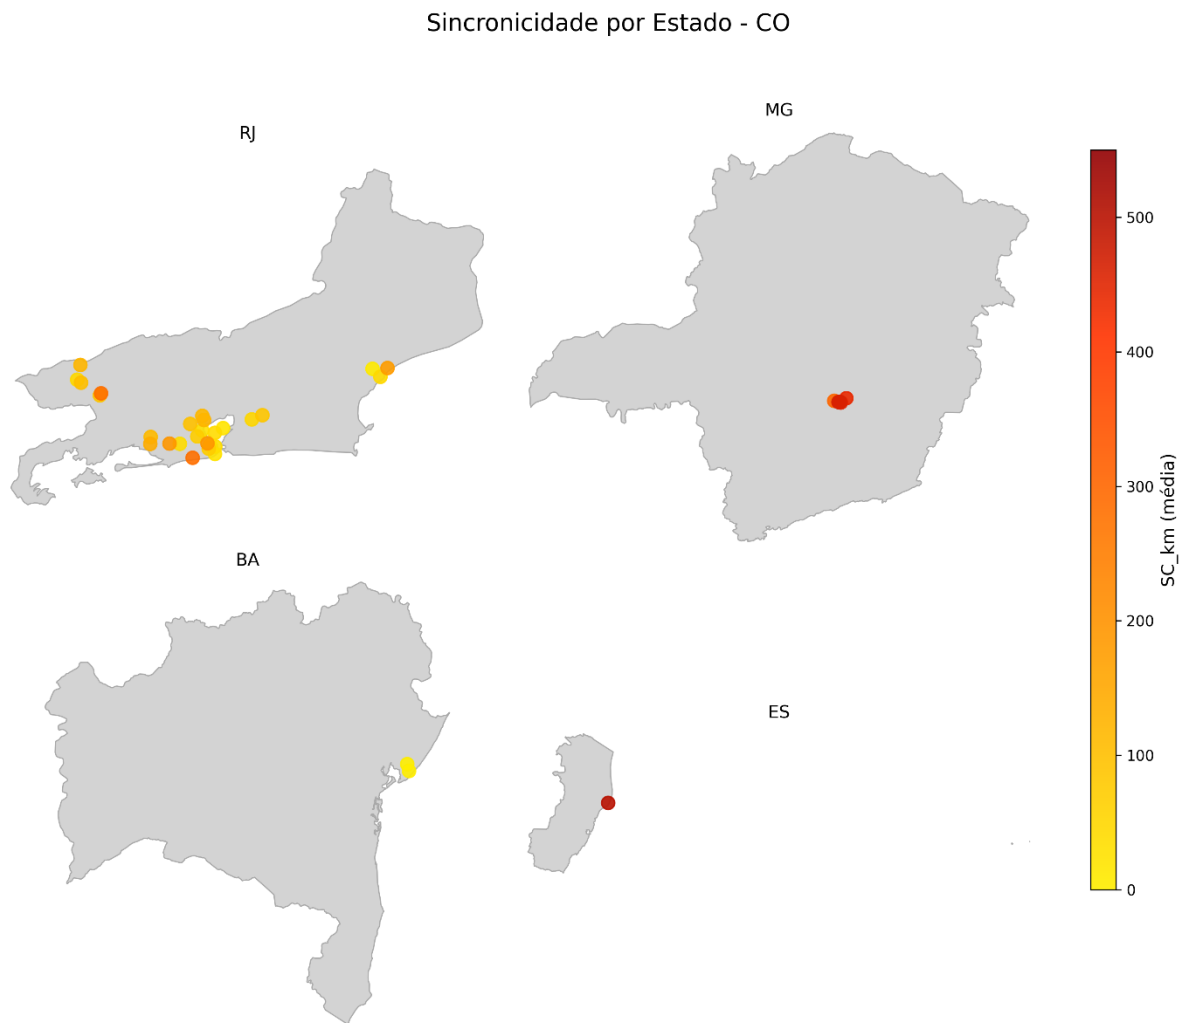 Sincronicidade por Estado - CO
RJ
MG
BA
ES
500
400
300
200
100
0
SC_km (média)